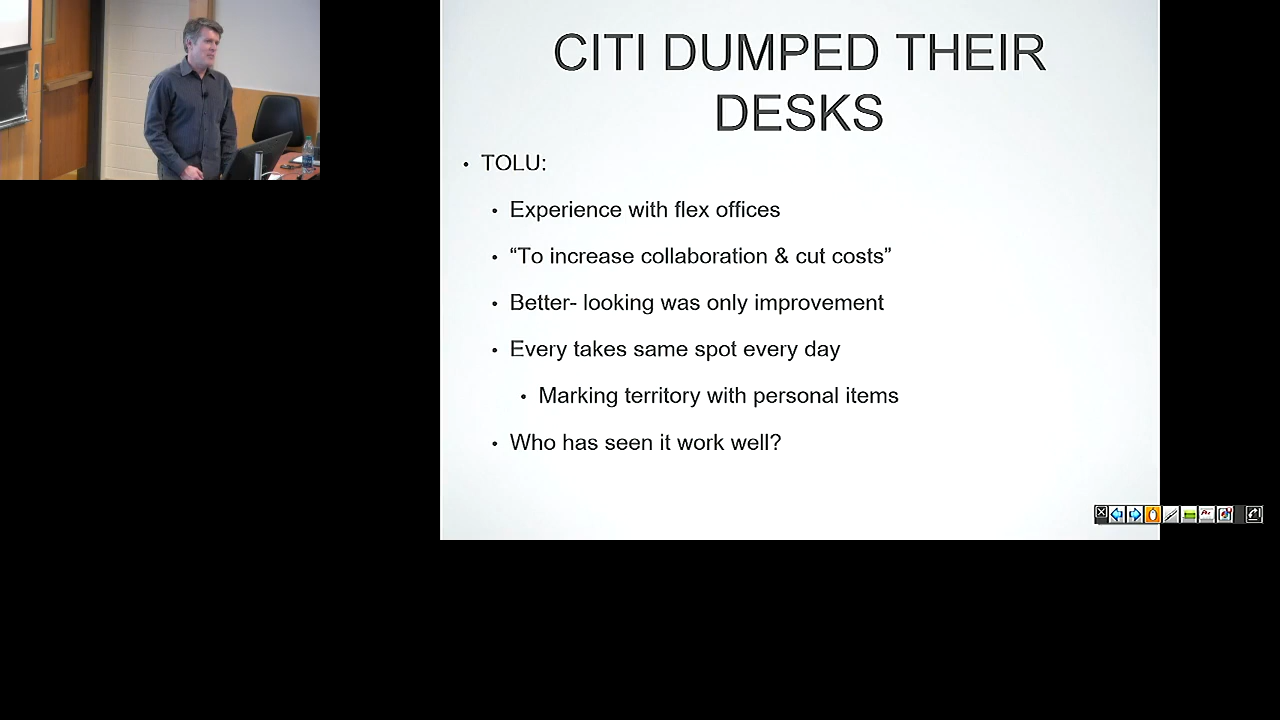 CITI DUMPED THEIR
DESKS
• TOLU:
• Experience with flex offices
• “To increase collaboration & cut costs”
• Better- looking was only improvement
• Every takes same spot every day
• Marking territory with personal items
• Who has seen it work well?